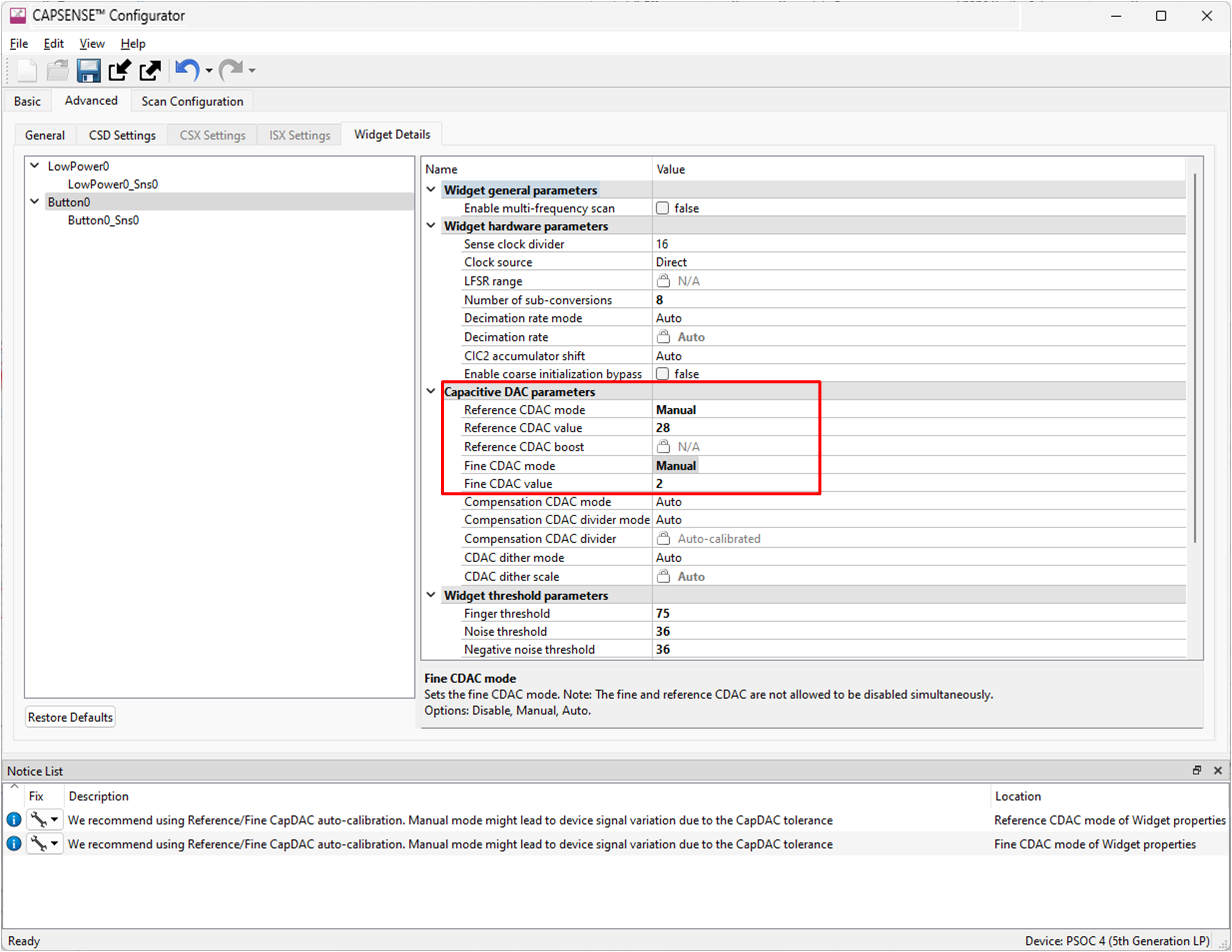 CAPSENSE™ Configurator
File Edit View Help
Basic Advanced Scan Configuration
General CSD Settings CSX Settings ISX Settings Widget Details
LowPower0
LowPower0_Sns0
Button0
Button0_Sns0
Restore Defaults
Name Value
Widget general parameters
Enable multi-frequency scan false
Widget hardware parameters
Sense clock divider 16
Clock source Direct
LFSR range N/A
Number of sub-conversions 8
Decimation rate mode Auto
Decimation rate Auto
CIC2 accumulator shift Auto
Enable coarse initialization bypass false
Capacitive DAC parameters
Reference CDAC mode Manual
Reference CDAC value 28
Reference CDAC boost N/A
Fine CDAC mode Manual
Fine CDAC value 2
Compensation CDAC mode Auto
Compensation CDAC divider mode Auto
Compensation CDAC divider Auto-calibrated
CDAC dither mode Auto
CDAC dither scale Auto
Widget threshold parameters
Finger threshold 75
Noise threshold 36
Negative noise threshold 36
Fine CDAC mode
Sets the fine CDAC mode. Note: The fine and reference CDAC are not allowed to be disabled simultaneously.
Options: Disable, Manual, Auto.
Notice List
Fix Description Location
We recommend using Reference/Fine CapDAC auto-calibration. Manual mode might lead to device signal variation due to the CapDAC tolerance Reference CDAC mode of Widget properties
We recommend using Reference/Fine CapDAC auto-calibration. Manual mode might lead to device signal variation due to the CapDAC tolerance Fine CDAC mode of Widget properties
Ready Device: PSOC 4 (5th Generation LP)